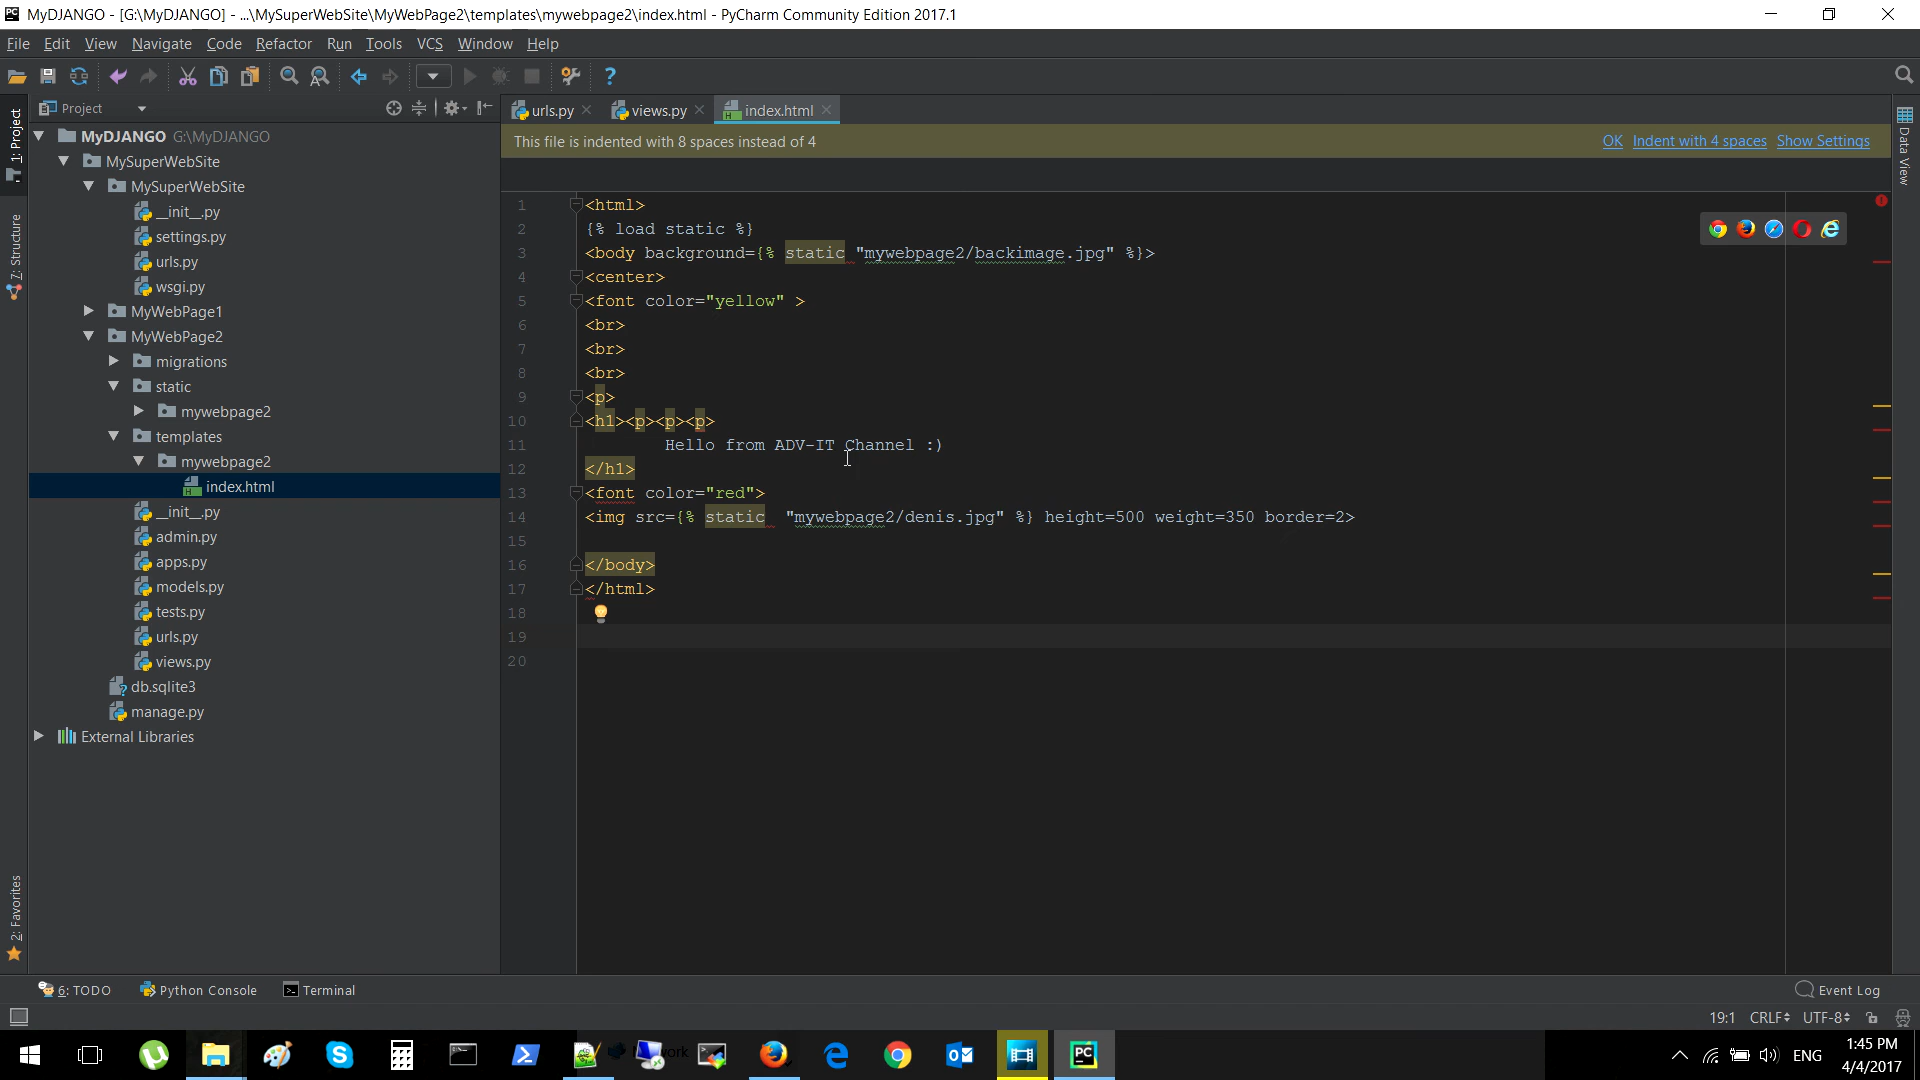 MyDJANGO - [G:\MyDJANGO] - ...\MySuperWebSite\MyWebPage2\templates\mywebpage2\index.html - PyCharm Community Edition 2017.1
File Edit View Navigate Code Refactor Run Tools VCS Window Help
Project
urls.py views.py index.html
This file is indented with 8 spaces instead of 4 OK Indent with 4 spaces Show Settings
1: Project
7: Structure
2: Favorites
MyDJANGO G:\MyDJANGO
MySuperWebSite
MySuperWebSite
__init__.py
settings.py
urls.py
wsgi.py
MyWebPage1
MyWebPage2
migrations
static
mywebpage2
templates
mywebpage2
index.html
__init__.py
admin.py
apps.py
models.py
tests.py
urls.py
views.py
db.sqlite3
manage.py
External Libraries
1 <html>
2 {% load static %}
3 <body background={% static "mywebpage2/backimage.jpg" %}>
4 <center>
5 <font color="yellow" >
6 <br>
7 <br>
8 <br>
9 <p>
10 <h1><p><p><p>
11 Hello from ADV-IT Channel :)
12 </h1>
13 <font color="red">
14 <img src={% static "mywebpage2/denis.jpg" %} height=500 weight=350 border=2>
15
16 </body>
17 </html>
18
19
20
Data View
6: TODO Python Console Terminal Event Log
19:1 CRLF UTF-8
ENG
1:45 PM
4/4/2017